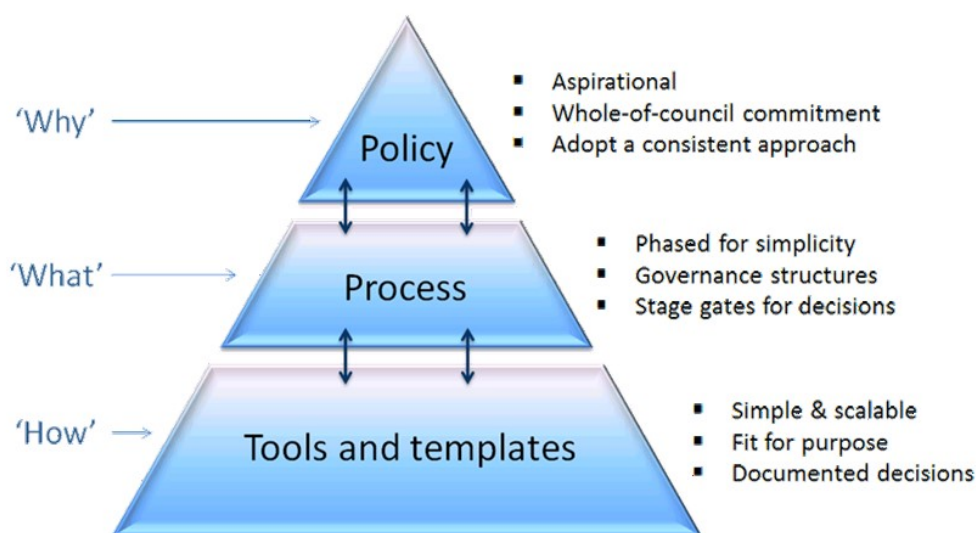 ‘Why’
Policy
▪ Aspirational
▪ Whole-of-council commitment
▪ Adopt a consistent approach
‘What’
Process
▪ Phased for simplicity
▪ Governance structures
▪ Stage gates for decisions
‘How’
Tools and templates
▪ Simple & scalable
▪ Fit for purpose
▪ Documented decisions